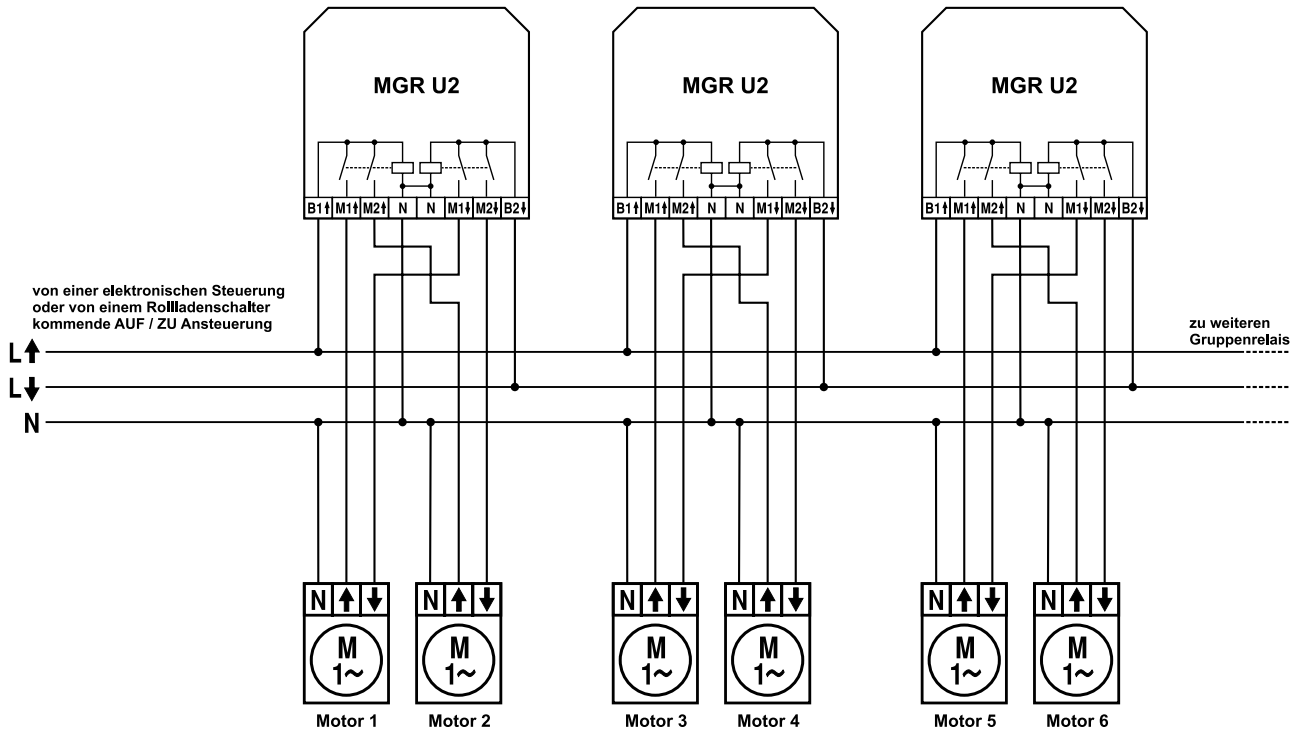 MGR U2 MGR U2 MGR U2
B1↑ M1↑ M2↑ N N M1↓ M2↓ B2↓ B1↑ M1↑ M2↑ N N M1↓ M2↓ B2↓ B1↑ M1↑ M2↑ N N M1↓ M2↓ B2↓
von einer elektronischen Steuerung
oder von einem Rollladenschalter
kommende AUF / ZU Ansteuerung
zu weiteren
Gruppenrelais
L↑
L↓
N
N ↑ ↓ N ↑ ↓ N ↑ ↓ N ↑ ↓ N ↑ ↓ N ↑ ↓
M M M M M M
1~ 1~ 1~ 1~ 1~ 1~
Motor 1 Motor 2 Motor 3 Motor 4 Motor 5 Motor 6